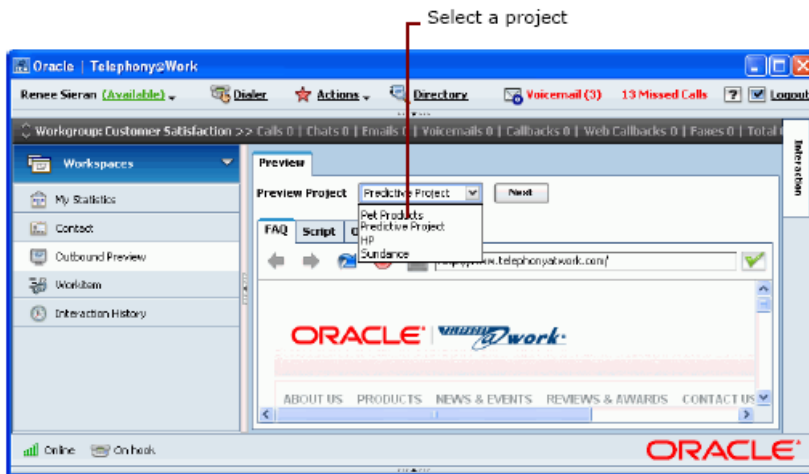 Select a project
Oracle | Telephony@Work
Renee Sieran (Available) Dialer Actions Directory Voicemail (3) 13 Missed Calls ? Logout
Workgroup: Customer Satisfaction >> Calls 0 | Chats 0 | Emails 0 | Voicemails 0 | Callbacks 0 | Web Callbacks 0 | Faxes 0 | Total
Workspaces
My Statistics
Contact
Outbound Preview
Workitem
Interaction History
Preview
Preview Project Predictive Project Next
Pet Products
Predictive Project
HP
Sundance
FAQ Script
.telephonyatwork.com/
ORACLE @work
ABOUT US PRODUCTS NEWS & EVENTS REVIEWS & AWARDS CONTACT US
Interaction
Online On hook
ORACLE